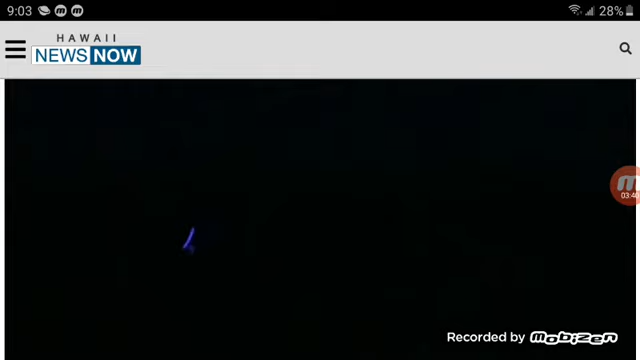 9:03
28%
HAWAII
NEWS NOW
03:40
Recorded by Mobizen